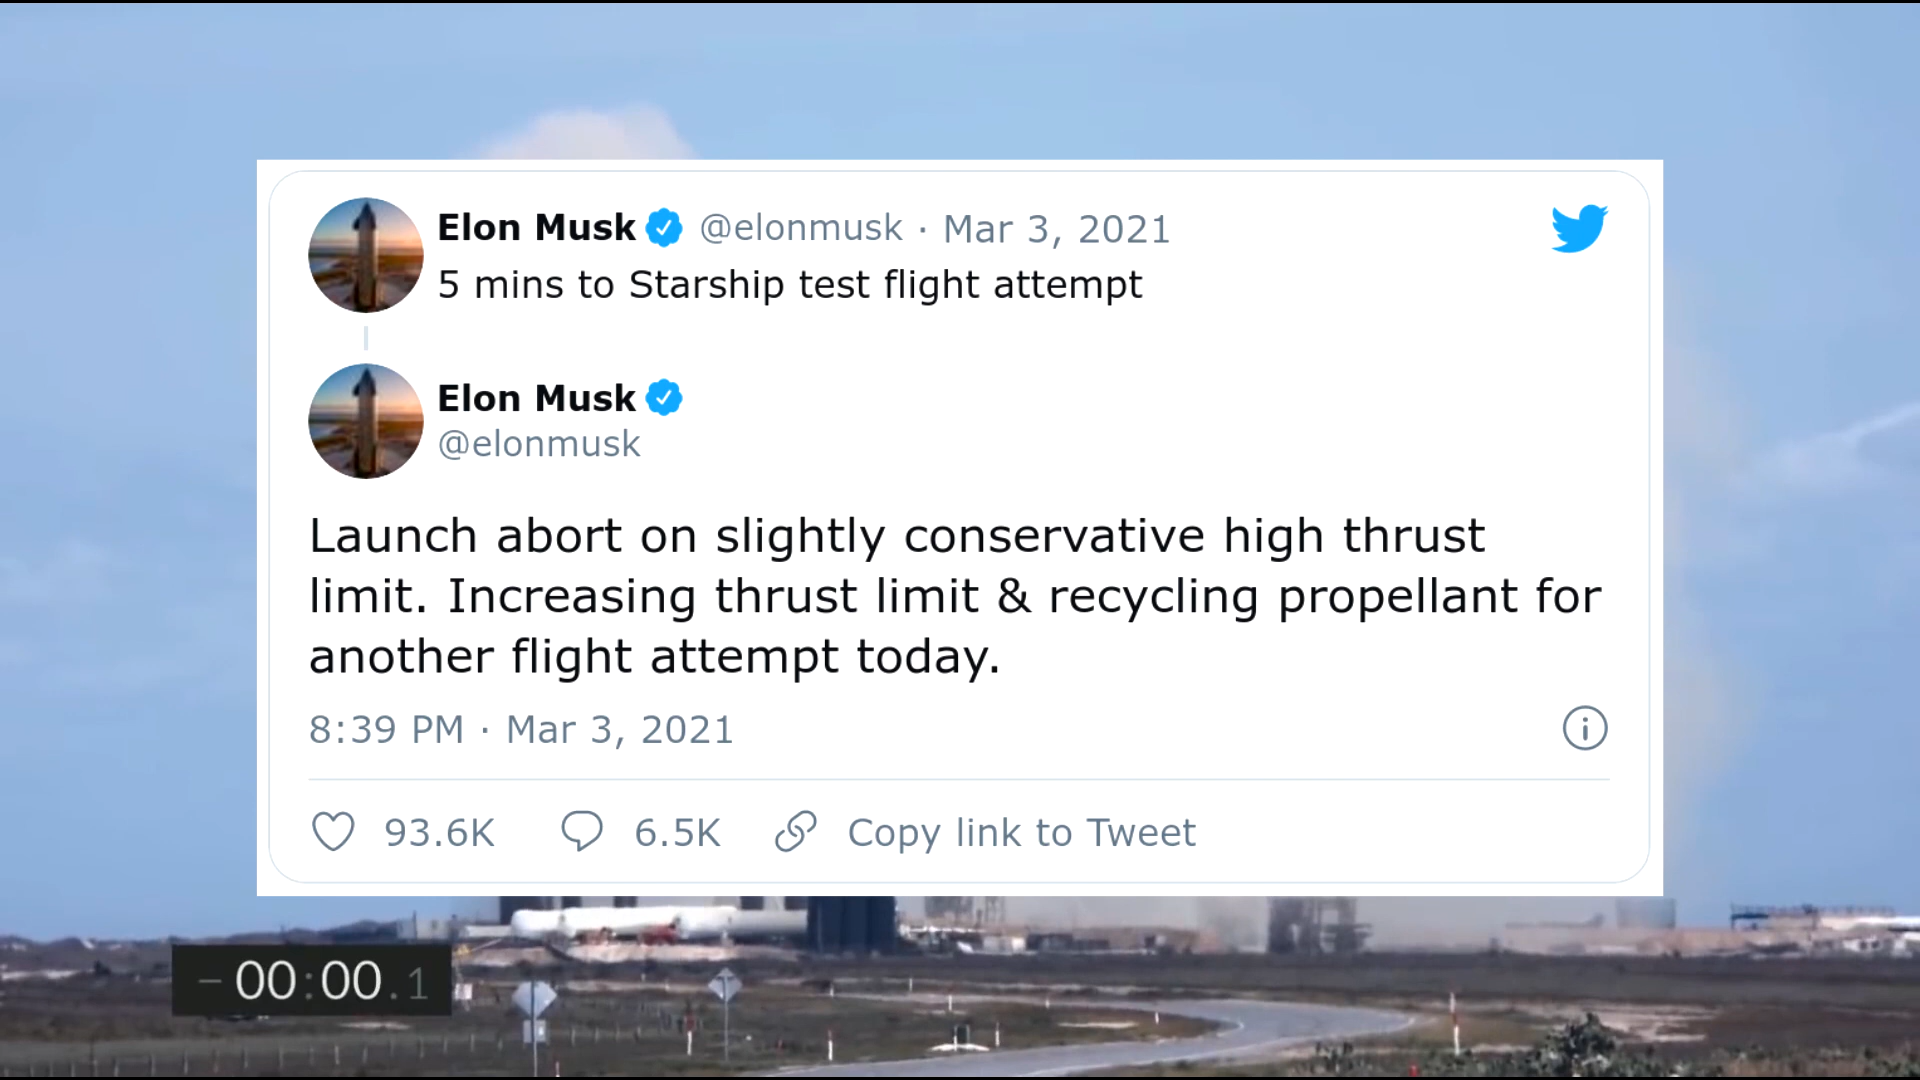 Elon Musk @elonmusk · Mar 3, 2021
5 mins to Starship test flight attempt
Elon Musk
@elonmusk
Launch abort on slightly conservative high thrust
limit. Increasing thrust limit & recycling propellant for
another flight attempt today.
8:39 PM · Mar 3, 2021
93.6K 6.5K Copy link to Tweet
-00:00.1